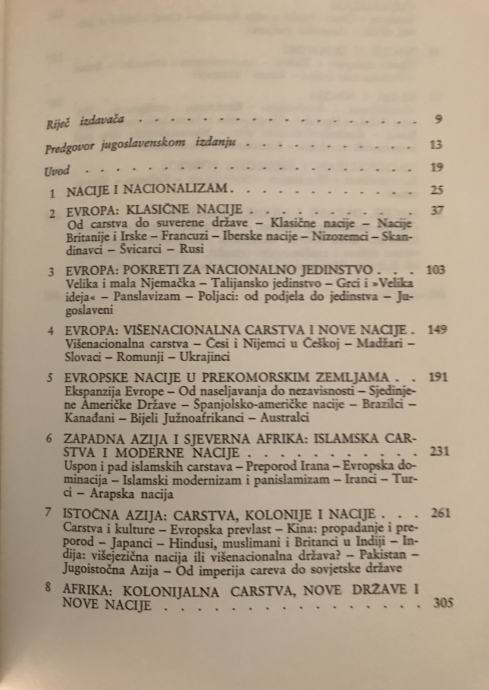 Riječ izdavača . . . . . . . . . . . . . . . . 9
Predgovor jugoslavenskom izdanju . . . . . . . . . . 13
Uvod . . . . . . . . . . . . . . . . . . . 19
1 NACIJE I NACIONALIZAM . . . . . . . . . . . 25
2 EVROPA: KLASIČNE NACIJE . . . . . . . . . . 37
Od carstva do suverene države – Klasične nacije – Nacije
Britanije i Irske – Francuzi – Iberske nacije – Nizozemci – Skan-
dinavci – Švicarci – Rusi
3 EVROPA: POKRETI ZA NACIONALNO JEDINSTVO . . . 103
Velika i mala Njemačka – Talijansko jedinstvo – Grci i »Velika
ideja« – Panslavizam – Poljaci: od podjela do jedinstva – Ju-
goslaveni
4 EVROPA: VIŠENACIONALNA CARSTVA I NOVE NACIJE . 149
Višenacionalna carstva – Česi i Nijemci u Češkoj – Madžari –
Slovaci – Romunji – Ukrajinci
5 EVROPSKE NACIJE U PREKOMORSKIM ZEMLJAMA . . 191
Ekspanzija Evrope – Od naseljavanja do nezavisnosti – Sjedinje-
ne Američke Države – Španjolsko-američke nacije – Brazilci –
Kanađani – Bijeli Južnoafrikanci – Australci
6 ZAPADNA AZIJA I SJEVERNA AFRIKA: ISLAMSKA CAR-
STVA I MODERNE NACIJE . . . . . . . . . . 231
Uspon i pad islamskih carstava – Preporod Irana – Evropska do-
minacija – Islamski modernizam i panislamizam – Iranci – Tur-
ci – Arapska nacija
7 ISTOČNA AZIJA: CARSTVA, KOLONIJE I NACIJE . . . 261
Carstva i kulture – Evropska prevlast – Kina: propadanje i pre-
porod – Japanci – Hindusi, muslimani i Britanci u Indiji – In-
dija: višejezična nacija ili višenacionalna država? – Pakistan –
Jugoistočna Azija – Od imperija careva do sovjetske države
8 AFRIKA: KOLONIJALNA CARSTVA, NOVE DRŽAVE I
NOVE NACIJE . . . . . . . . . . . . . . . . 305